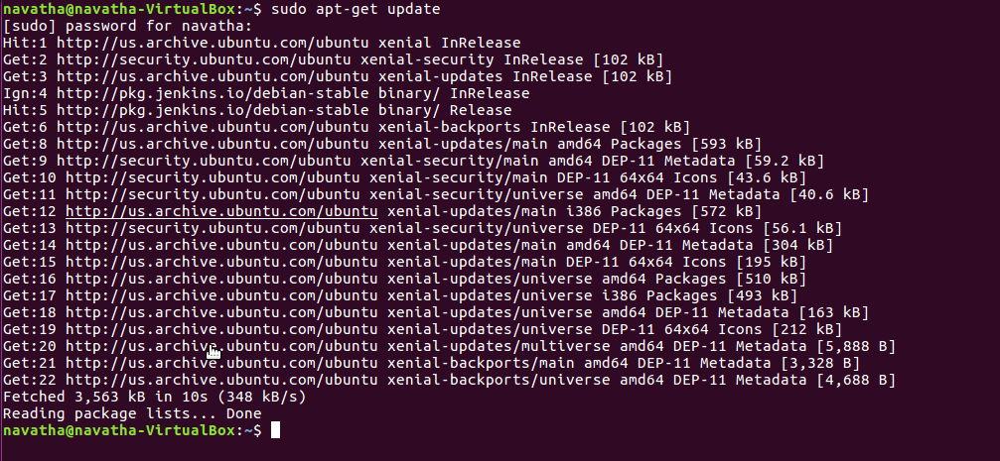 navatha@navatha-VirtualBox:~$ sudo apt-get update
[sudo] password for navatha:
Hit:1 http://us.archive.ubuntu.com/ubuntu xenial InRelease
Get:2 http://security.ubuntu.com/ubuntu xenial-security InRelease [102 kB]
Get:3 http://us.archive.ubuntu.com/ubuntu xenial-updates InRelease [102 kB]
Ign:4 http://pkg.jenkins.io/debian-stable binary/ InRelease
Hit:5 http://pkg.jenkins.io/debian-stable binary/ Release
Get:6 http://us.archive.ubuntu.com/ubuntu xenial-backports InRelease [102 kB]
Get:8 http://us.archive.ubuntu.com/ubuntu xenial-updates/main amd64 Packages [593 kB]
Get:9 http://security.ubuntu.com/ubuntu xenial-security/main amd64 DEP-11 Metadata [59.2 kB]
Get:10 http://security.ubuntu.com/ubuntu xenial-security/main DEP-11 64x64 Icons [43.6 kB]
Get:11 http://security.ubuntu.com/ubuntu xenial-security/universe amd64 DEP-11 Metadata [40.6 kB]
Get:12 http://us.archive.ubuntu.com/ubuntu xenial-updates/main i386 Packages [572 kB]
Get:13 http://security.ubuntu.com/ubuntu xenial-security/universe DEP-11 64x64 Icons [56.1 kB]
Get:14 http://us.archive.ubuntu.com/ubuntu xenial-updates/main amd64 DEP-11 Metadata [304 kB]
Get:15 http://us.archive.ubuntu.com/ubuntu xenial-updates/main DEP-11 64x64 Icons [195 kB]
Get:16 http://us.archive.ubuntu.com/ubuntu xenial-updates/universe amd64 Packages [510 kB]
Get:17 http://us.archive.ubuntu.com/ubuntu xenial-updates/universe i386 Packages [493 kB]
Get:18 http://us.archive.ubuntu.com/ubuntu xenial-updates/universe amd64 DEP-11 Metadata [163 kB]
Get:19 http://us.archive.ubuntu.com/ubuntu xenial-updates/universe DEP-11 64x64 Icons [212 kB]
Get:20 http://us.archive.ubuntu.com/ubuntu xenial-updates/multiverse amd64 DEP-11 Metadata [5,888 B]
Get:21 http://us.archive.ubuntu.com/ubuntu xenial-backports/main amd64 DEP-11 Metadata [3,328 B]
Get:22 http://us.archive.ubuntu.com/ubuntu xenial-backports/universe amd64 DEP-11 Metadata [4,688 B]
Fetched 3,563 kB in 10s (348 kB/s)
Reading package lists... Done
navatha@navatha-VirtualBox:~$